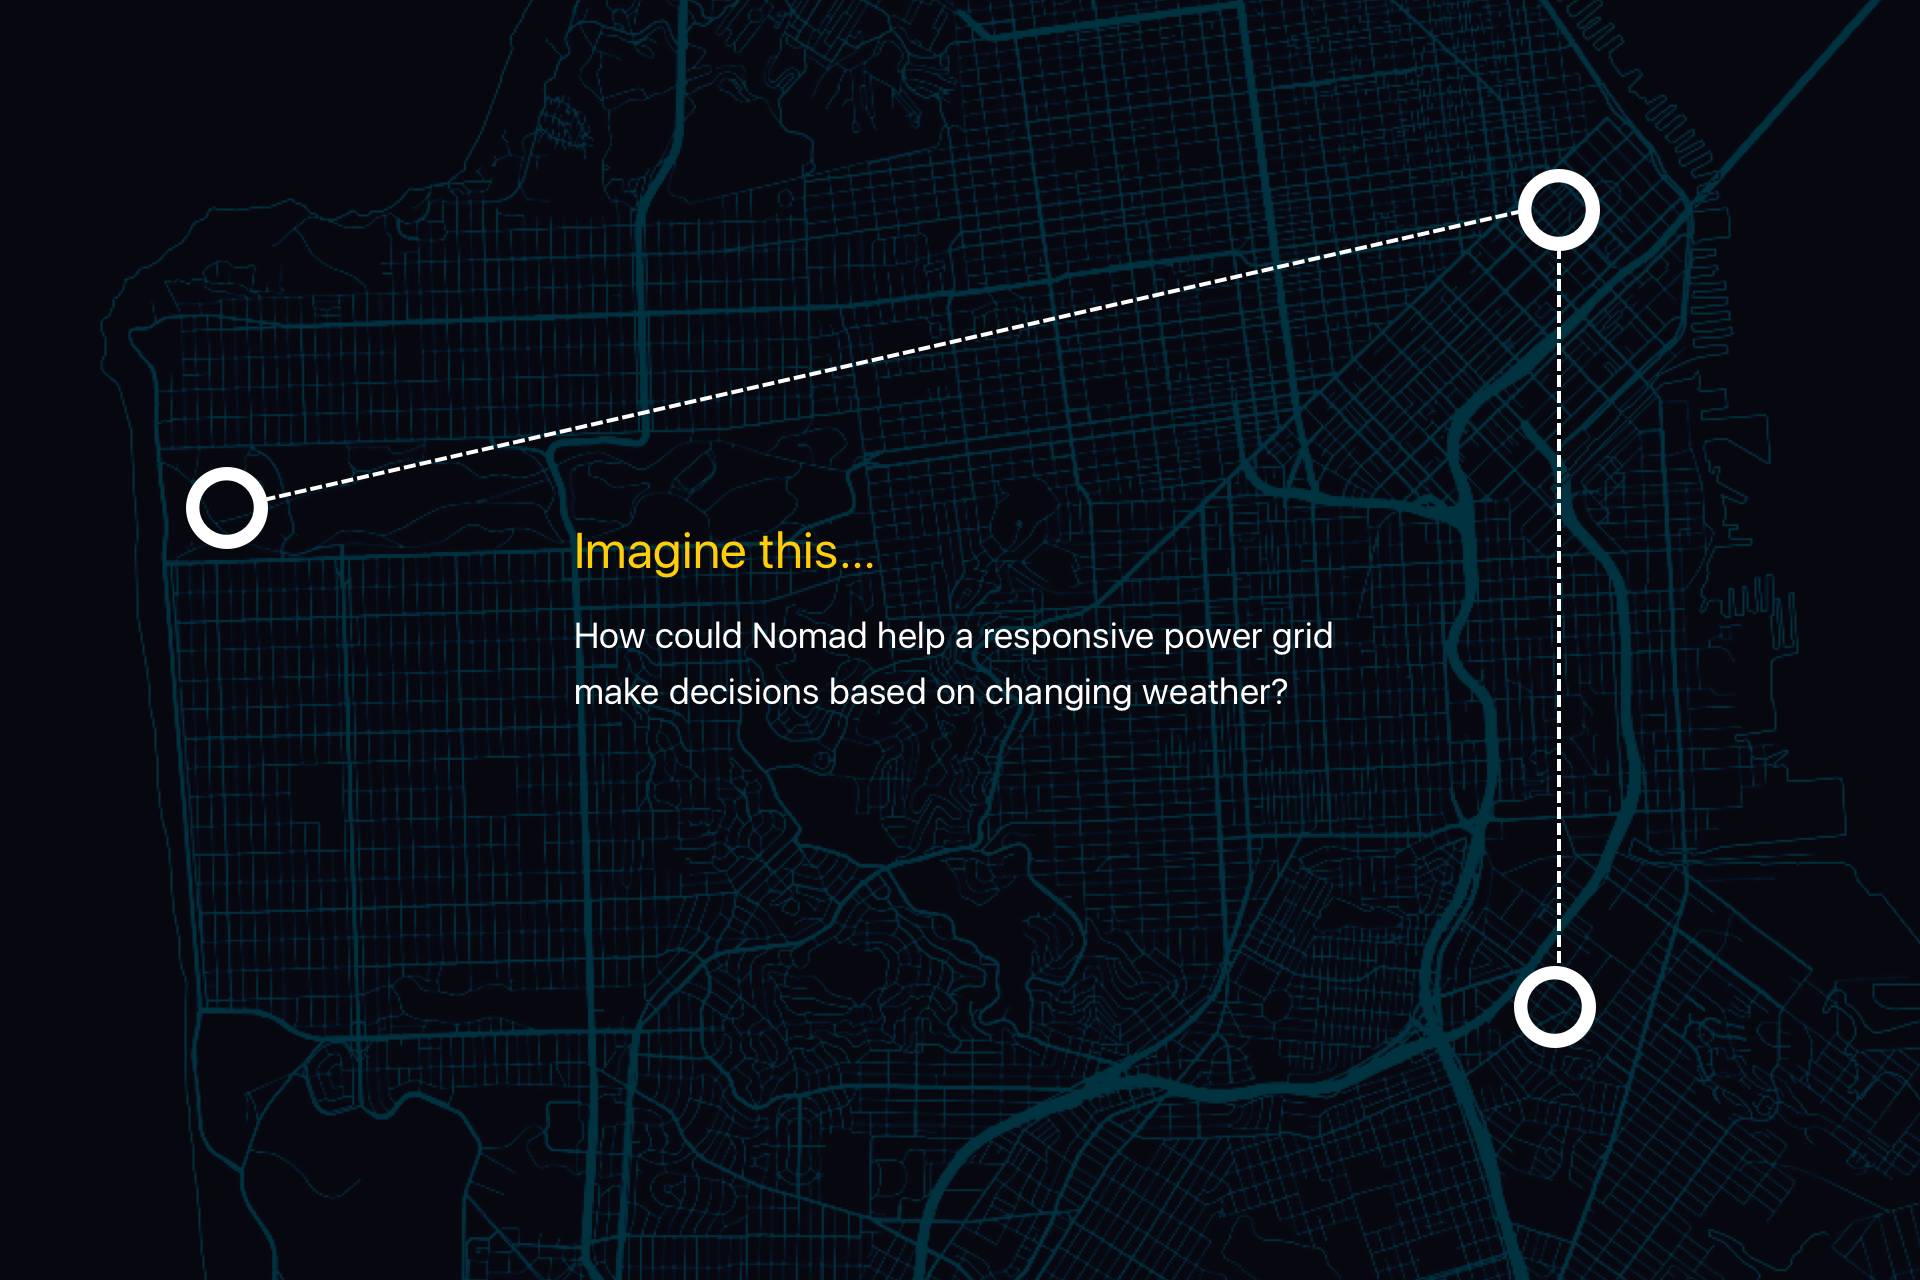 Imagine this...
How could Nomad help a responsive power grid
make decisions based on changing weather?